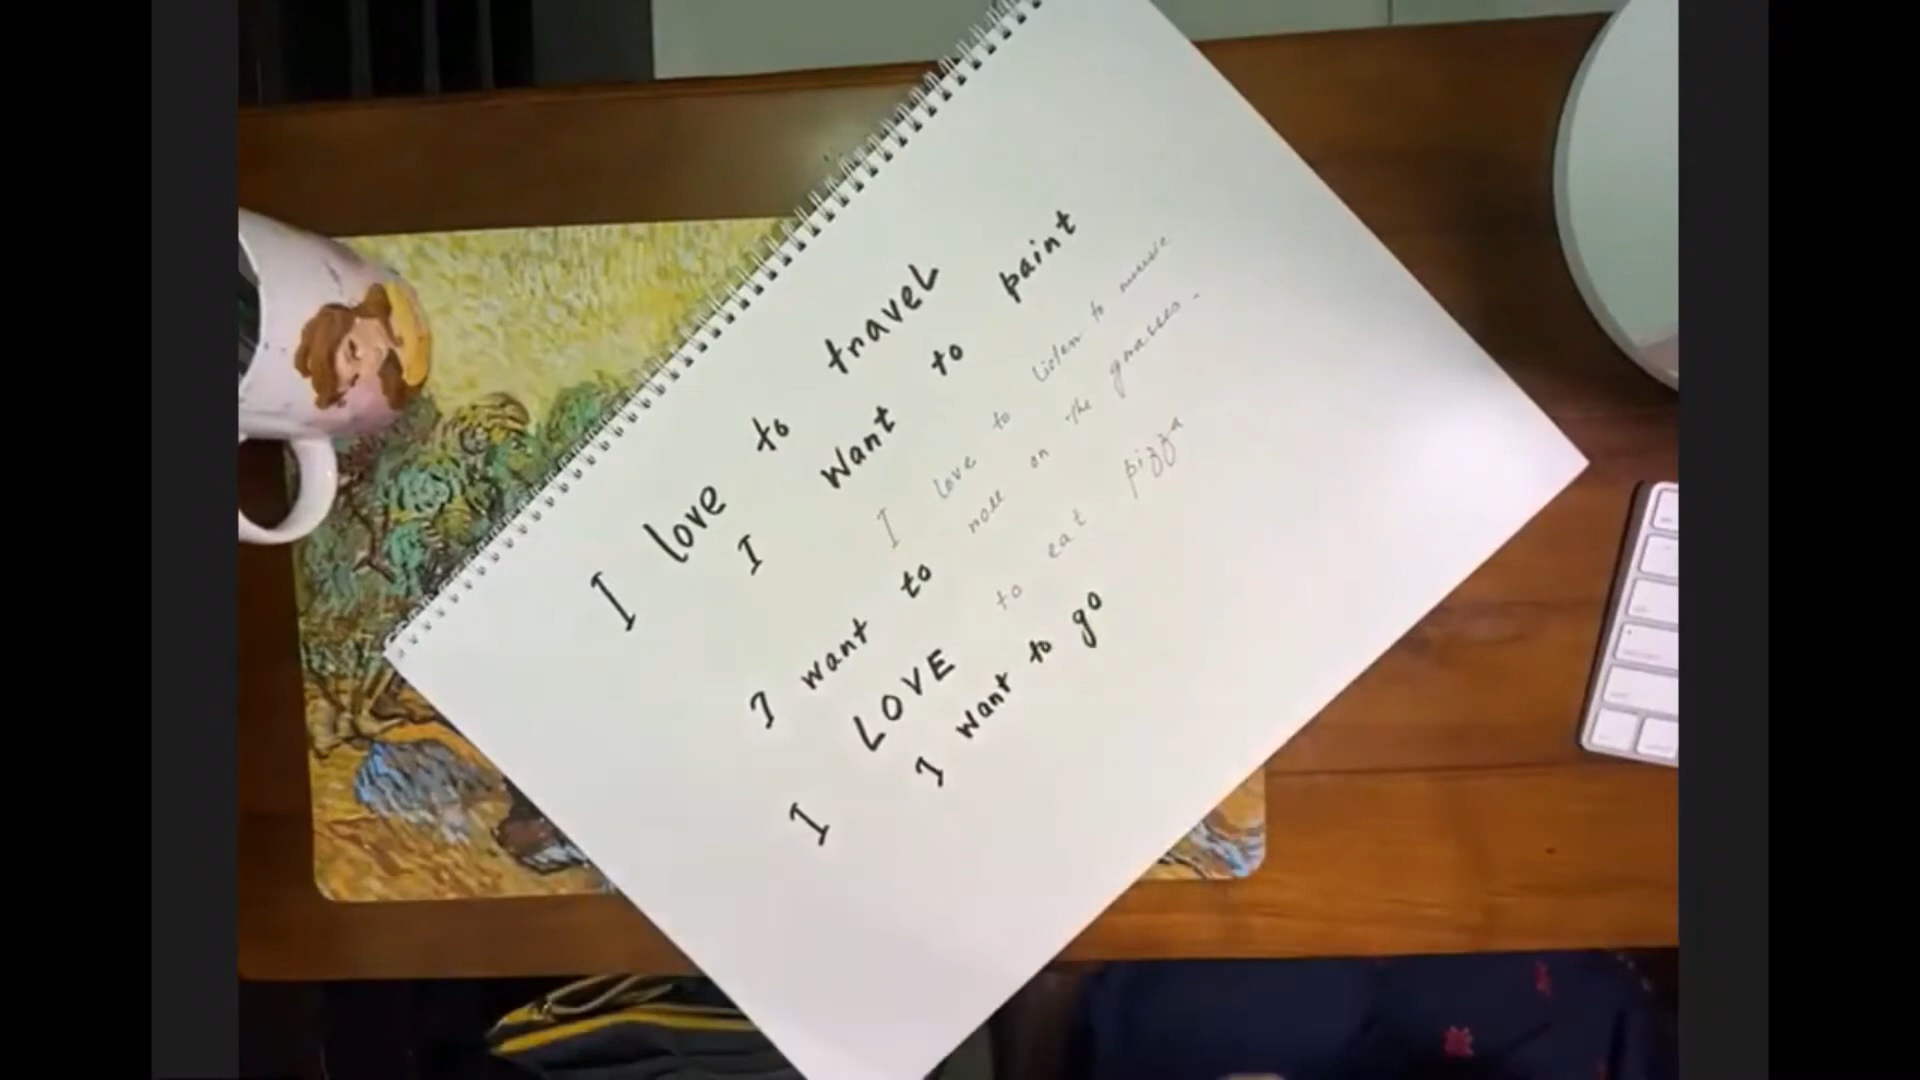 I love to travel
I want to paint
I love to listen to music
I want to roll on the grasses.
I LOVE to eat pizza
I want to go